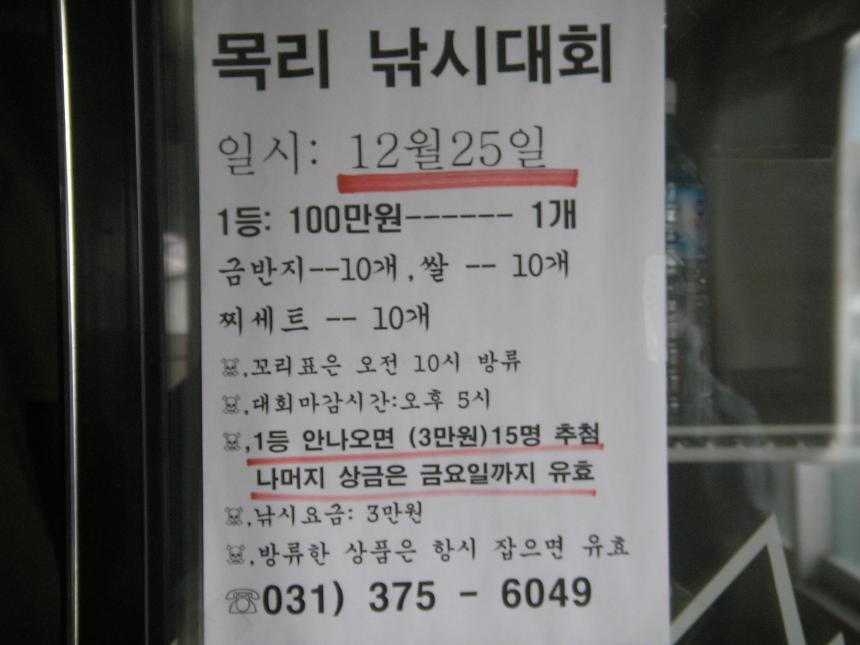 목리 낚시대회
일시: 12월25일
1등: 100만원------ 1개
금반지--10개,쌀 -- 10개
찌세트 -- 10개
☠.꼬리표은 오전 10시 방류
☠.대회마감시간:오후 5시
☠.1등 안나오면 (3만원)15명 추첨
나머지 상금은 금요일까지 유효
☠.낚시요금: 3만원
☠.방류한 상품은 항시 잡으면 유효
☏031) 375 - 6049